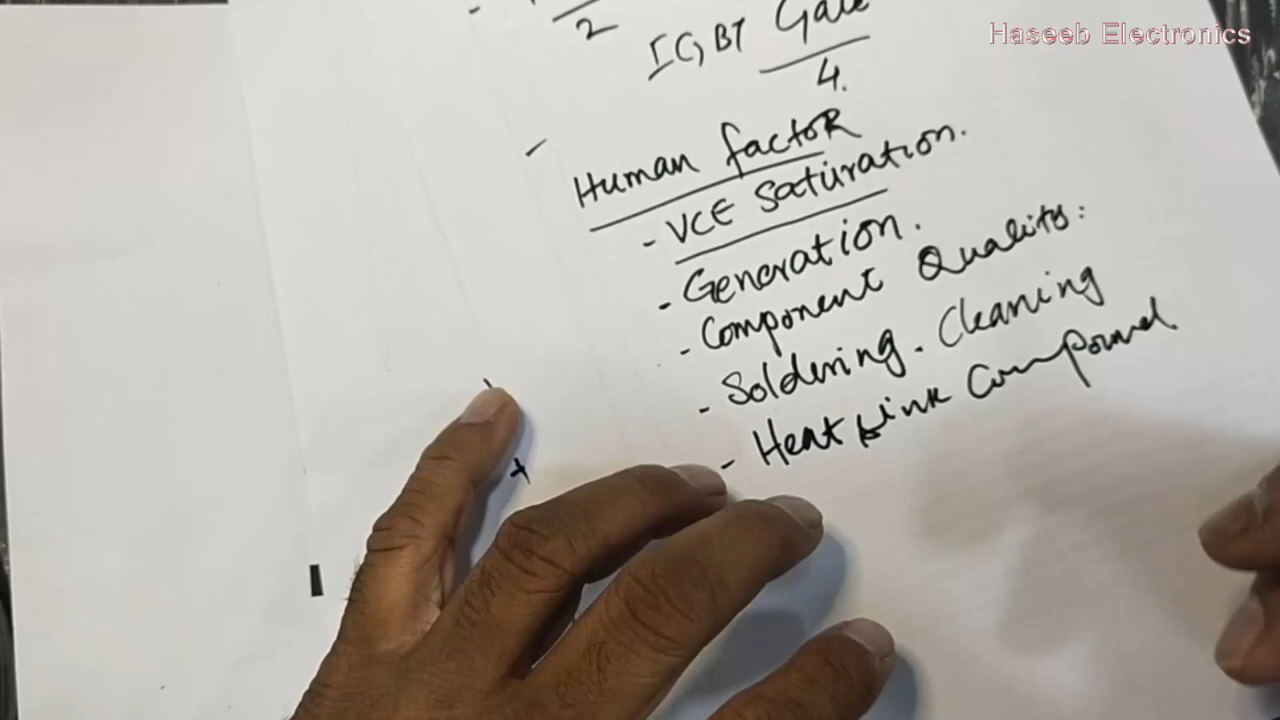 Haseeb Electronics
2
IGBT Gate
4.
Human factor
- VCE Saturation.
- Generation.
- Component Quality:
- Soldering. Cleaning
- Heat sink Compound.